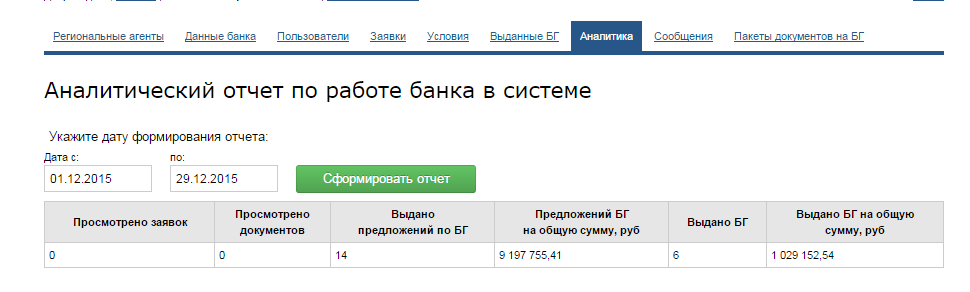 Региональные агенты Данные банка Пользователи Заявки Условия Выданные БГ Аналитика Сообщения Пакеты документов на БГ
Аналитический отчет по работе банка в системе
Укажите дату формирования отчета:
Дата с: по:
01.12.2015 29.12.2015 Сформировать отчет
Просмотрено заявок
Просмотрено
документов
Выдано
предложений по БГ
Предложений БГ
на общую сумму, руб
Выдано БГ
Выдано БГ на общую
сумму, руб
0 0 14 9 197 755,41 6 1 029 152,54